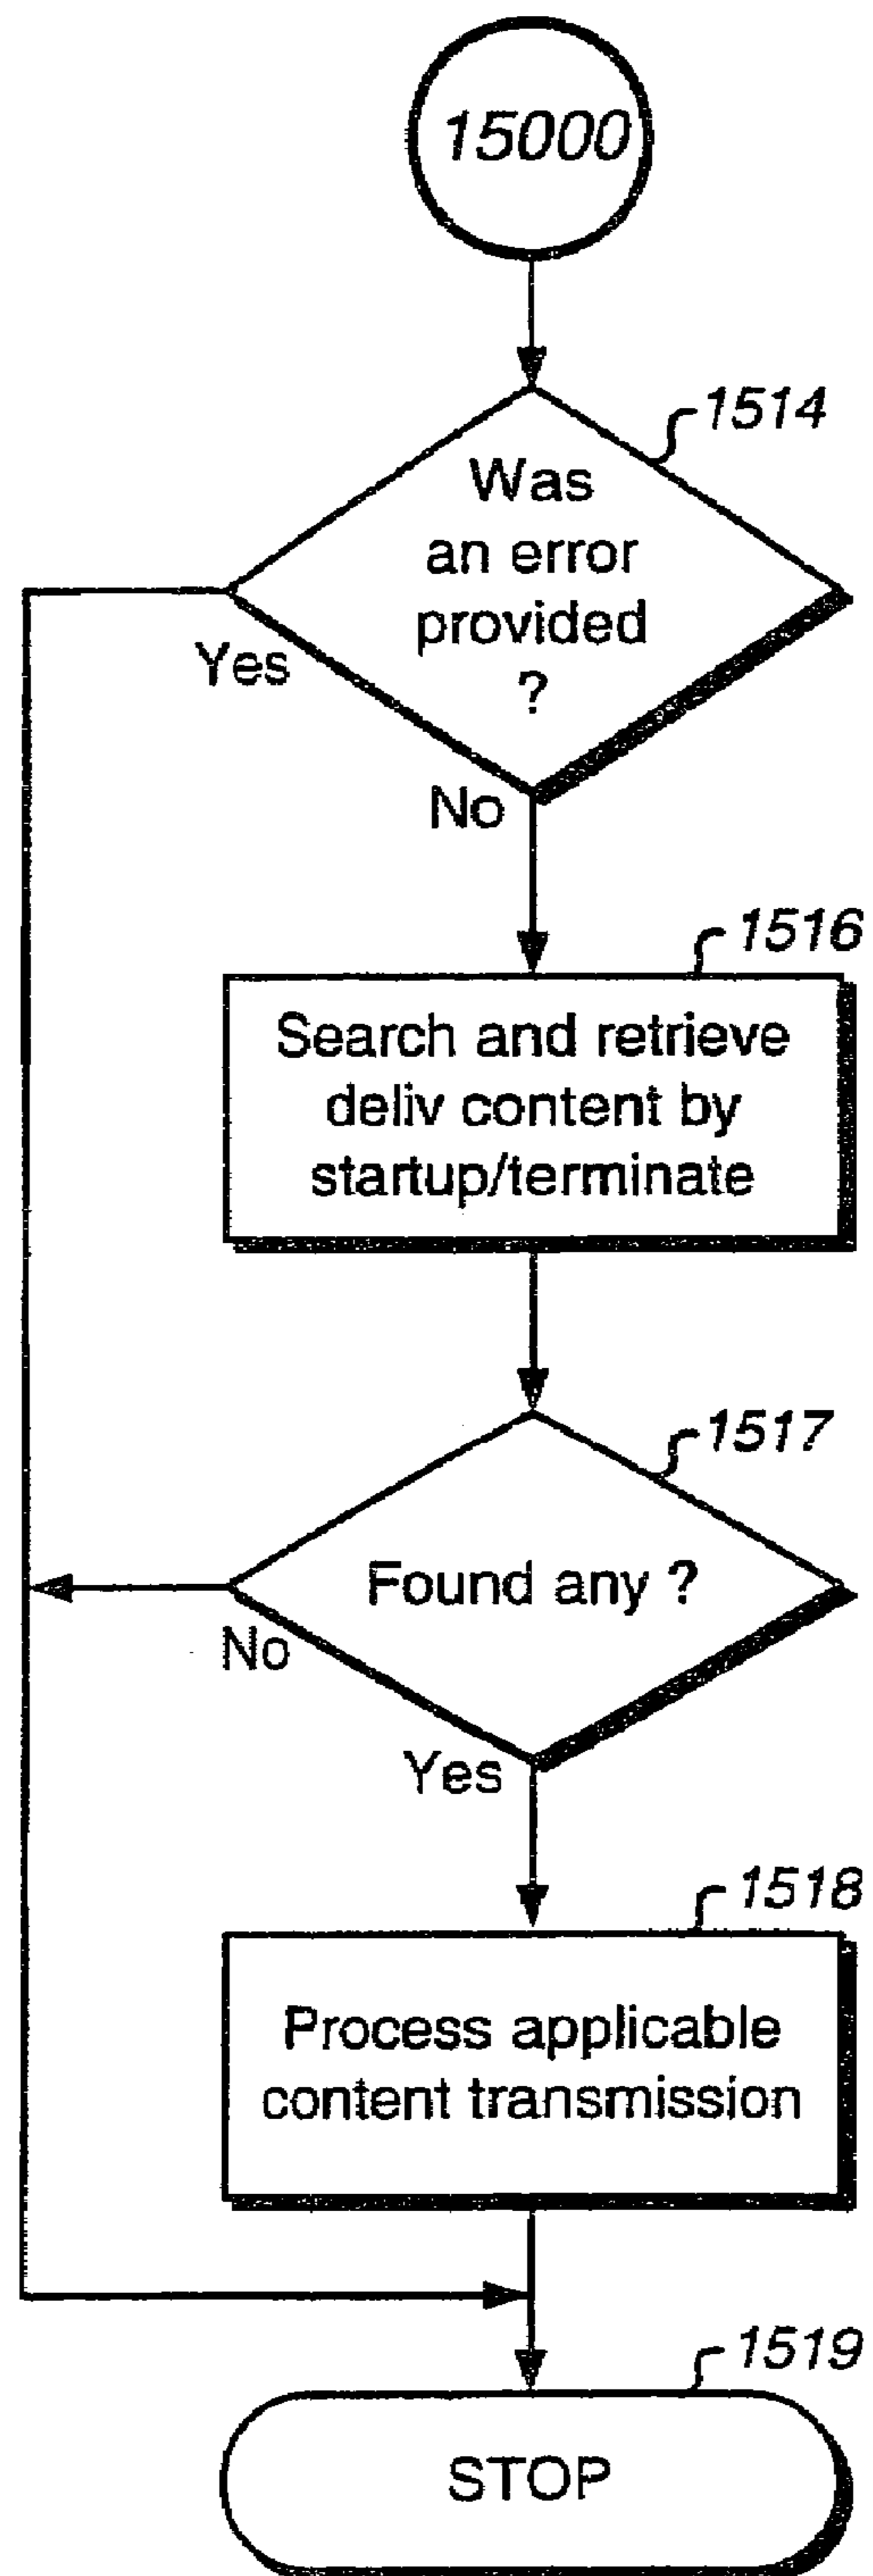 15000
1514
Was
an error
provided
?
Yes
No
1516
Search and retrieve
deliv content by
startup/terminate
1517
Found any ?
No
Yes
1518
Process applicable
content transmission
1519
STOP